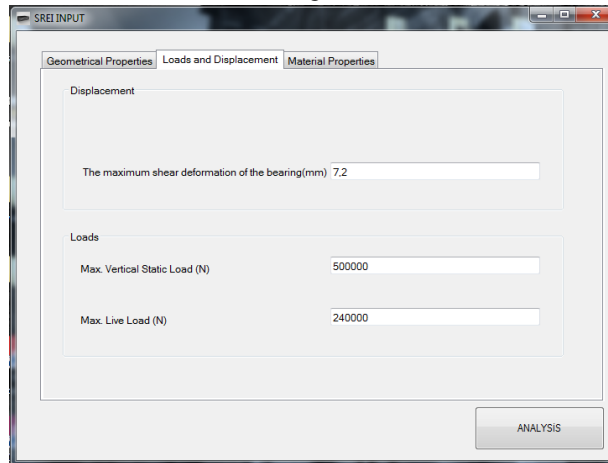 SREI INPUT
Geometrical Properties Loads and Displacement Material Properties
Displacement
The maximum shear deformation of the bearing(mm) 7,2
Loads
Max. Vertical Static Load (N) 500000
Max. Live Load (N) 240000
ANALYSİS